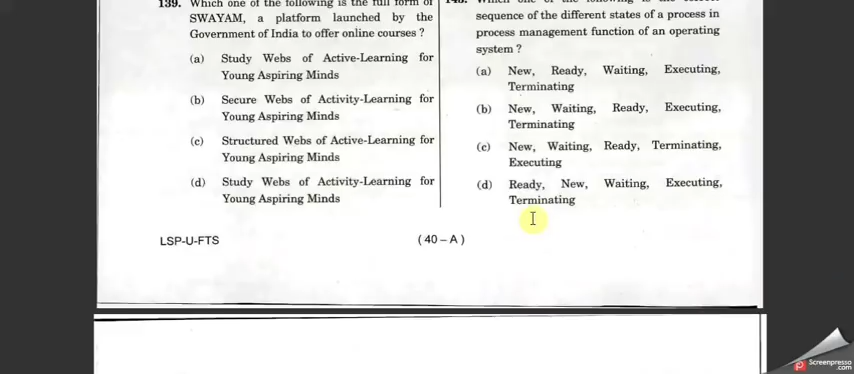 139. Which one of the following is the full form of
SWAYAM, a platform launched by the
Government of India to offer online courses ?
(a) Study Webs of Active-Learning for
Young Aspiring Minds
(b) Secure Webs of Activity-Learning for
Young Aspiring Minds
(c) Structured Webs of Active-Learning for
Young Aspiring Minds
(d) Study Webs of Activity-Learning for
Young Aspiring Minds
sequence of the different states of a process in
process management function of an operating
system ?
(a) New, Ready, Waiting, Executing,
Terminating
(b) New, Waiting, Ready, Executing,
Terminating
(c) New, Waiting, Ready, Terminating,
Executing
(d) Ready, New, Waiting, Executing,
Terminating
LSP-U-FTS
( 40 – A )
Screenpresso
.com